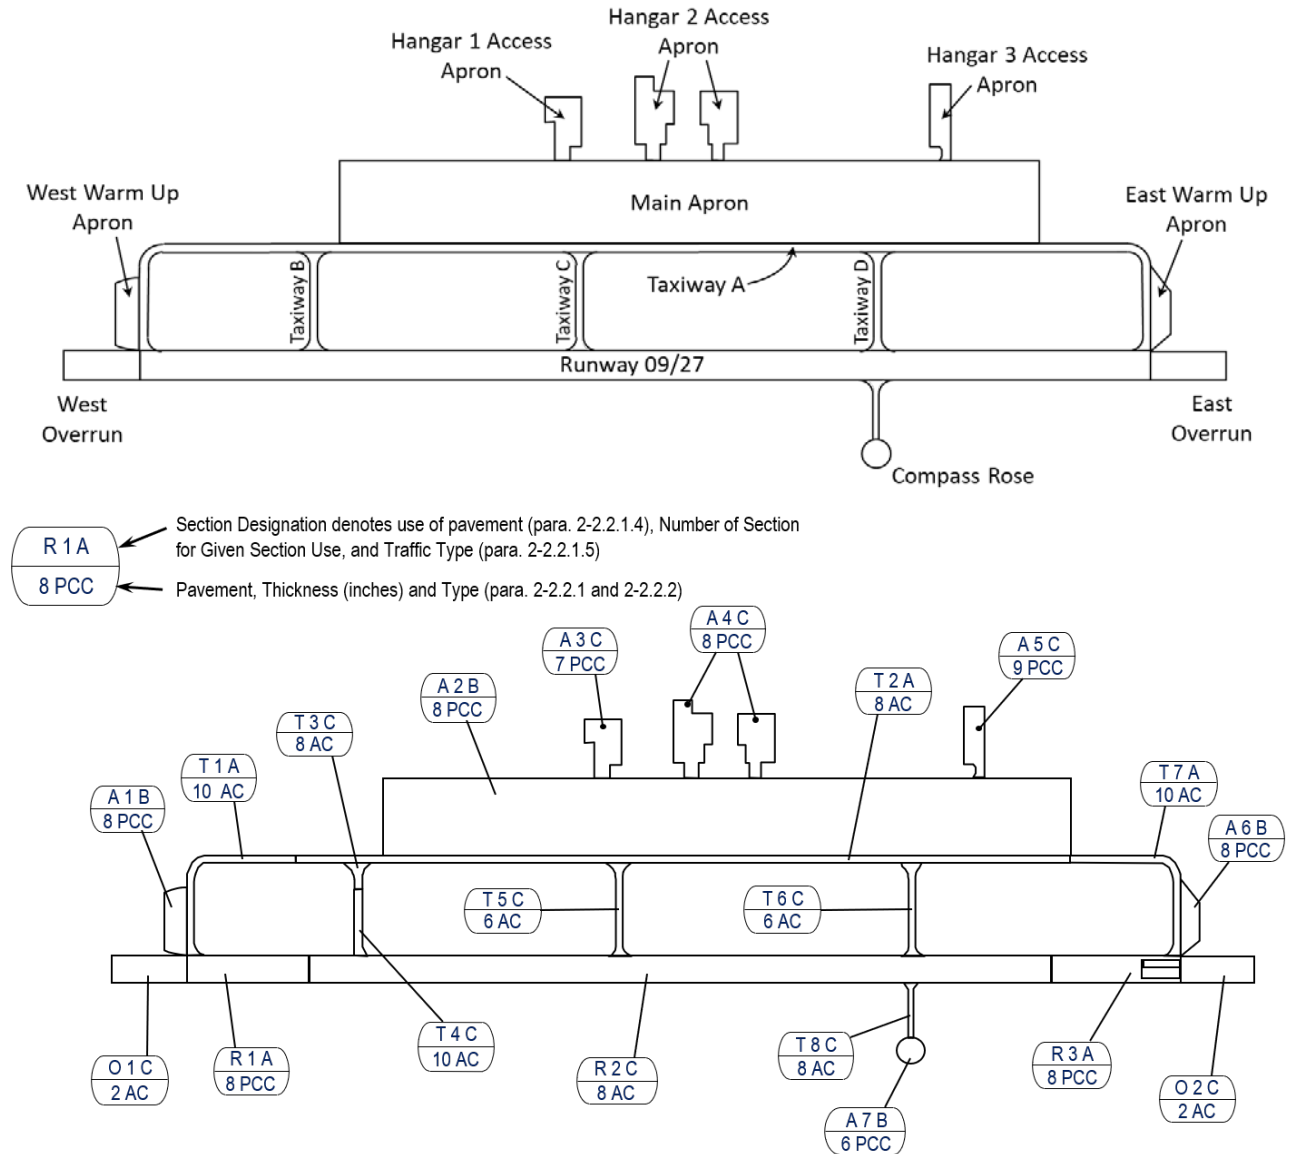 Hangar 2 Access
Apron
Hangar 1 Access
Apron
Hangar 3 Access
Apron
West Warm Up
Apron
Main Apron
East Warm Up
Apron
Taxiway B
Taxiway C
Taxiway A
Taxiway D
Runway 09/27
West
Overrun
East
Overrun
Compass Rose
R 1 A
8 PCC
Section Designation denotes use of pavement (para. 2-2.2.1.4), Number of Section
for Given Section Use, and Traffic Type (para. 2-2.2.1.5)
Pavement, Thickness (inches) and Type (para. 2-2.2.1 and 2-2.2.2)
A 4 C
8 PCC
A 3 C
7 PCC
A 5 C
9 PCC
A 2 B
8 PCC
T 2 A
8 AC
T 3 C
8 AC
T 1 A
10 AC
T 7 A
10 AC
A 1 B
8 PCC
A 6 B
8 PCC
T 5 C
6 AC
T 6 C
6 AC
T 4 C
10 AC
T 8 C
8 AC
R 1 A
8 PCC
O 1 C
2 AC
R 2 C
8 AC
R 3 A
8 PCC
O 2 C
2 AC
A 7 B
6 PCC